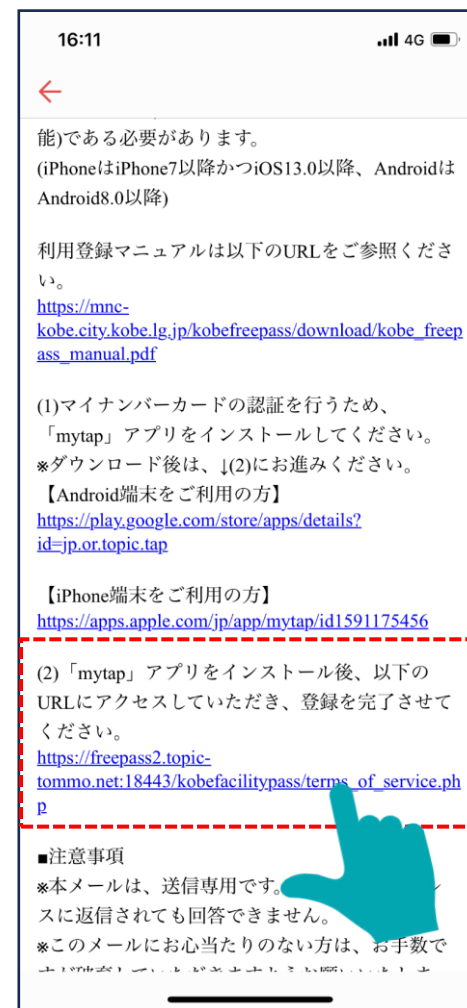 16:11
4G
能)である必要があります。
(iPhoneはiPhone7以降かつiOS13.0以降、Androidは
Android8.0以降)
利用登録マニュアルは以下のURLをご参照くださ
い。
https://mnc-
kobe.city.kobe.lg.jp/kobefreepass/download/kobe_freep
ass_manual.pdf
(1)マイナンバーカードの認証を行うため、
「mytap」アプリをインストールしてください。
※ダウンロード後は、↓(2)にお進みください。
【Android端末をご利用の方】
https://play.google.com/store/apps/details?
id=jp.or.topic.tap
【iPhone端末をご利用の方】
https://apps.apple.com/jp/app/mytap/id1591175456
(2)「mytap」アプリをインストール後、以下の
URLにアクセスしていただき、登録を完了させて
ください。
https://freepass2.topic-
tommo.net:18443/kobefacilitypass/terms_of_service.ph
p
■注意事項
※本メールは、送信専用です。
スに返信されても回答できません。
※このメールにお心当たりのない方は、お手数で